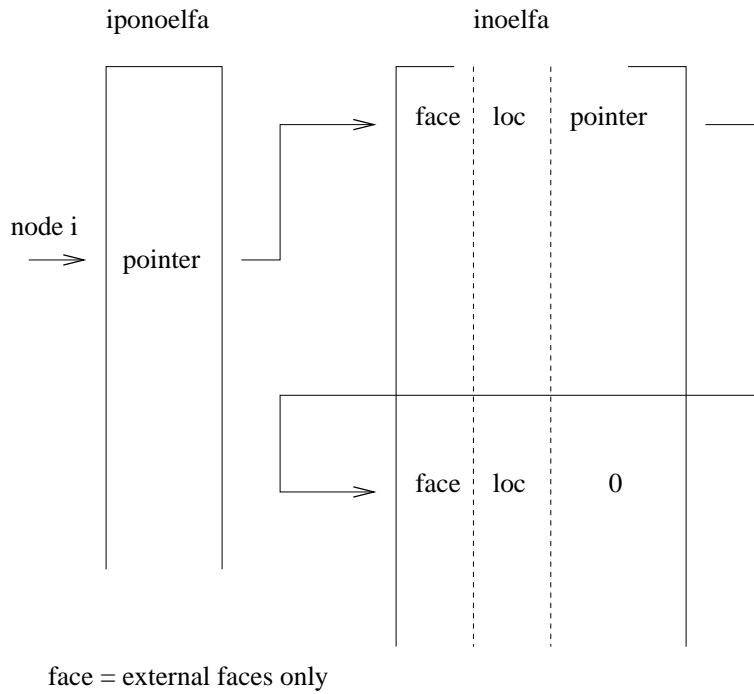 iponoelfa
inoelfa
face loc pointer
node i
pointer
face loc 0
face = external faces only